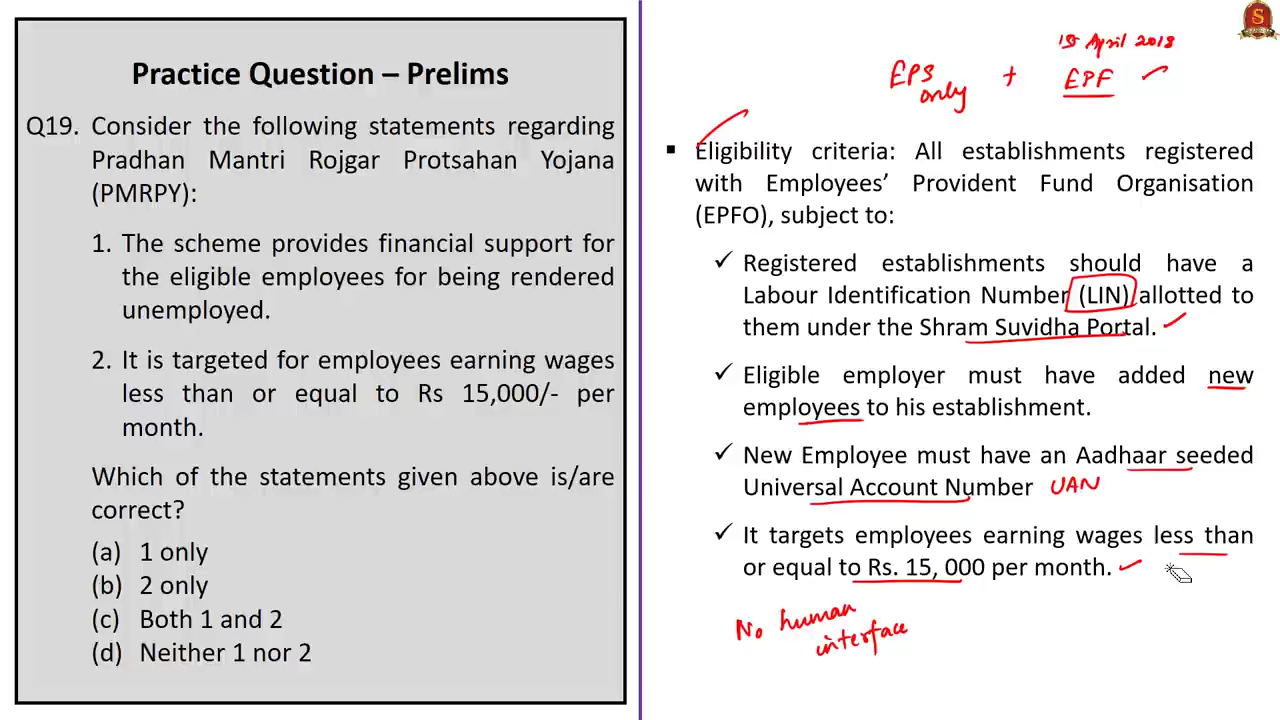 Practice Question – Prelims
Q19. Consider the following statements regarding
Pradhan Mantri Rojgar Protsahan Yojana
(PMRPY):
1. The scheme provides financial support for
the eligible employees for being rendered
unemployed.
2. It is targeted for employees earning wages
less than or equal to Rs 15,000/- per
month.
Which of the statements given above is/are
correct?
(a) 1 only
(b) 2 only
(c) Both 1 and 2
(d) Neither 1 nor 2
1st April 2018
EPS only + EPF
▪ Eligibility criteria: All establishments registered
with Employees’ Provident Fund Organisation
(EPFO), subject to:
✓ Registered establishments should have a
Labour Identification Number (LIN) allotted to
them under the Shram Suvidha Portal.
✓ Eligible employer must have added new
employees to his establishment.
✓ New Employee must have an Aadhaar seeded
Universal Account Number UAN
✓ It targets employees earning wages less than
or equal to Rs. 15, 000 per month.
No human
interface
S